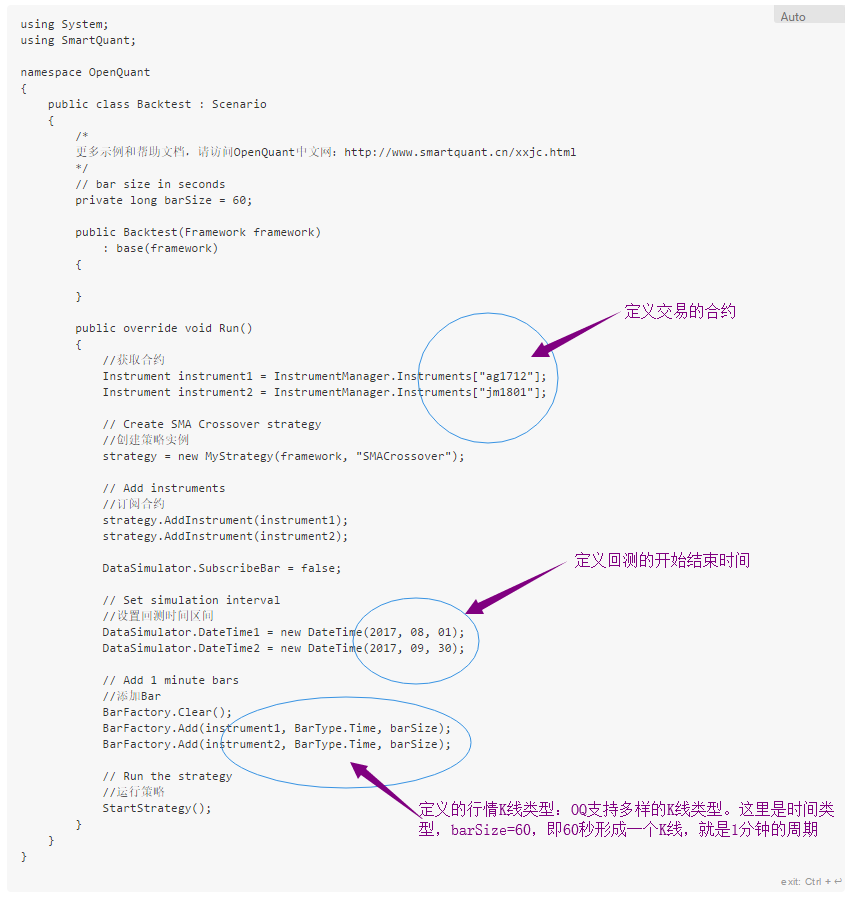 Auto
using System;
using SmartQuant;
namespace OpenQuant
{
public class Backtest : Scenario
{
/*
更多示例和帮助文档，请访问OpenQuant中文网：http://www.smartquant.cn/xxjc.html
*/
// bar size in seconds
private long barSize = 60;
public Backtest(Framework framework)
: base(framework)
{
}
定义交易的合约
public override void Run()
{
//获取合约
Instrument instrument1 = InstrumentManager.Instruments["ag1712"];
Instrument instrument2 = InstrumentManager.Instruments["jm1801"];
// Create SMA Crossover strategy
//创建策略实例
strategy = new MyStrategy(framework, "SMACrossover");
// Add instruments
//订阅合约
strategy.AddInstrument(instrument1);
strategy.AddInstrument(instrument2);
定义回测的开始结束时间
DataSimulator.SubscribeBar = false;
// Set simulation interval
//设置回测时间区间
DataSimulator.DateTime1 = new DateTime(2017, 08, 01);
DataSimulator.DateTime2 = new DateTime(2017, 09, 30);
// Add 1 minute bars
//添加Bar
BarFactory.Clear();
BarFactory.Add(instrument1, BarType.Time, barSize);
BarFactory.Add(instrument2, BarType.Time, barSize);
// Run the strategy
//运行策略
StartStrategy();
定义的行情K线类型：OQ支持多样的K线类型。这里是时间类
型，barSize=60，即60秒形成一个K线，就是1分钟的周期
}
}
}
exit: Ctrl + ↵